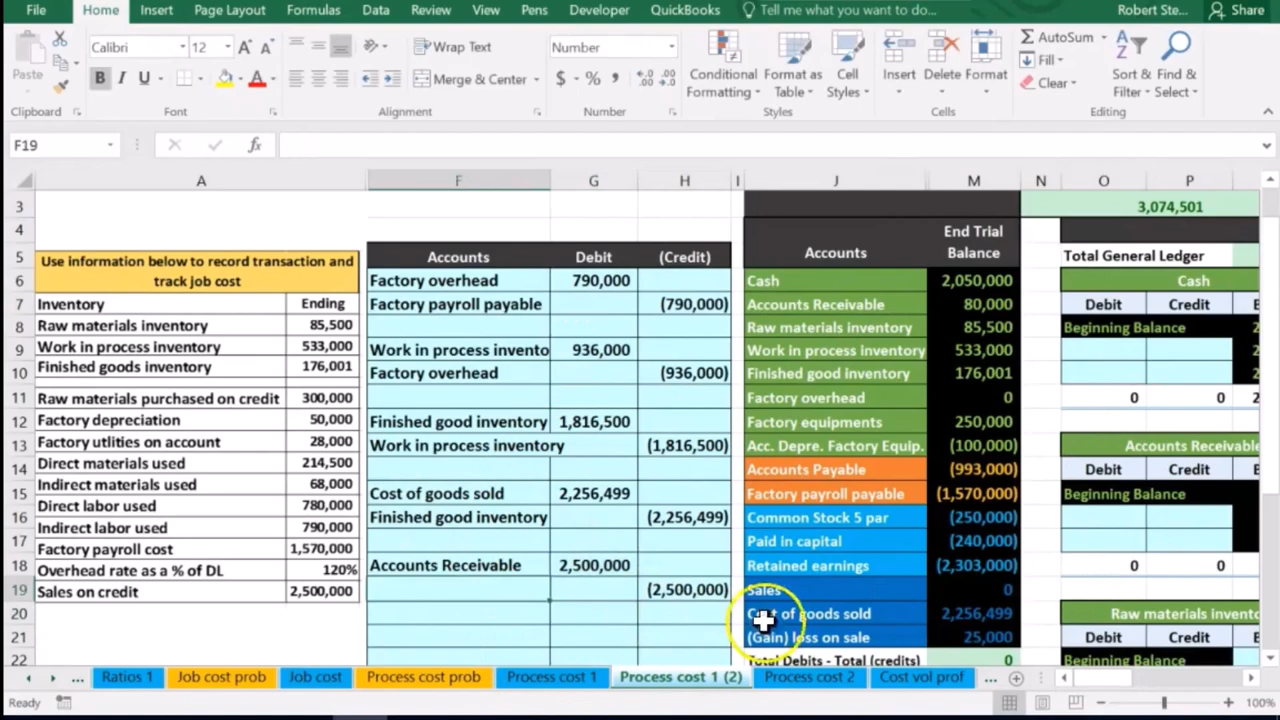 File Home Insert Page Layout Formulas Data Review View Pens Developer QuickBooks Tell me what you want to do... Robert Ste... Share
Calibri 12 Wrap Text Number AutoSum
Paste B I U Merge & Center $ % Conditional Formatting Format as Table Cell Styles Insert Delete Format Fill Clear Sort & Filter Find & Select
Clipboard Font Alignment Number Styles Cells Editing
F19 fx
A F G H I J M N O P
3 3,074,501
4 End Trial
5 Use information below to record transaction and track job cost Accounts Debit (Credit) Accounts Balance Total General Ledger
6 Factory overhead 790,000 Cash 2,050,000 Cash
7 Inventory Ending Factory payroll payable (790,000) Accounts Receivable 80,000 Debit Credit
8 Raw materials inventory 85,500 Raw materials inventory 85,500 Beginning Balance
9 Work in process inventory 533,000 Work in process invento 936,000 Work in process inventory 533,000
10 Finished goods inventory 176,001 Factory overhead (936,000) Finished good inventory 176,001
11 Raw materials purchased on credit 300,000 Factory overhead 0 0 0
12 Factory depreciation 50,000 Finished good inventory 1,816,500 Factory equipments 250,000
13 Factory utlities on account 28,000 Work in process inventory (1,816,500) Acc. Depre. Factory Equip. (100,000) Accounts Receivable
14 Direct materials used 214,500 Accounts Payable (993,000) Debit Credit
15 Indirect materials used 68,000 Cost of goods sold 2,256,499 Factory payroll payable (1,570,000) Beginning Balance
16 Direct labor used 780,000 Finished good inventory (2,256,499) Common Stock 5 par (250,000)
17 Indirect labor used 790,000 Paid in capital (240,000)
18 Factory payroll cost 1,570,000 Accounts Receivable 2,500,000 Retained earnings (2,303,000) 0 0
Overhead rate as a % of DL 120%
19 Sales on credit 2,500,000 (2,500,000) Sales 0
20 Cost of goods sold 2,256,499 Raw materials invento
21 (Gain) loss on sale 25,000 Debit Credit
22 Total Debits - Total (credits) 0 Beginning Balance
... Ratios 1 Job cost prob Job cost Process cost prob Process cost 1 Process cost 1 (2) Process cost 2 Cost vol prof ...
Ready 100%